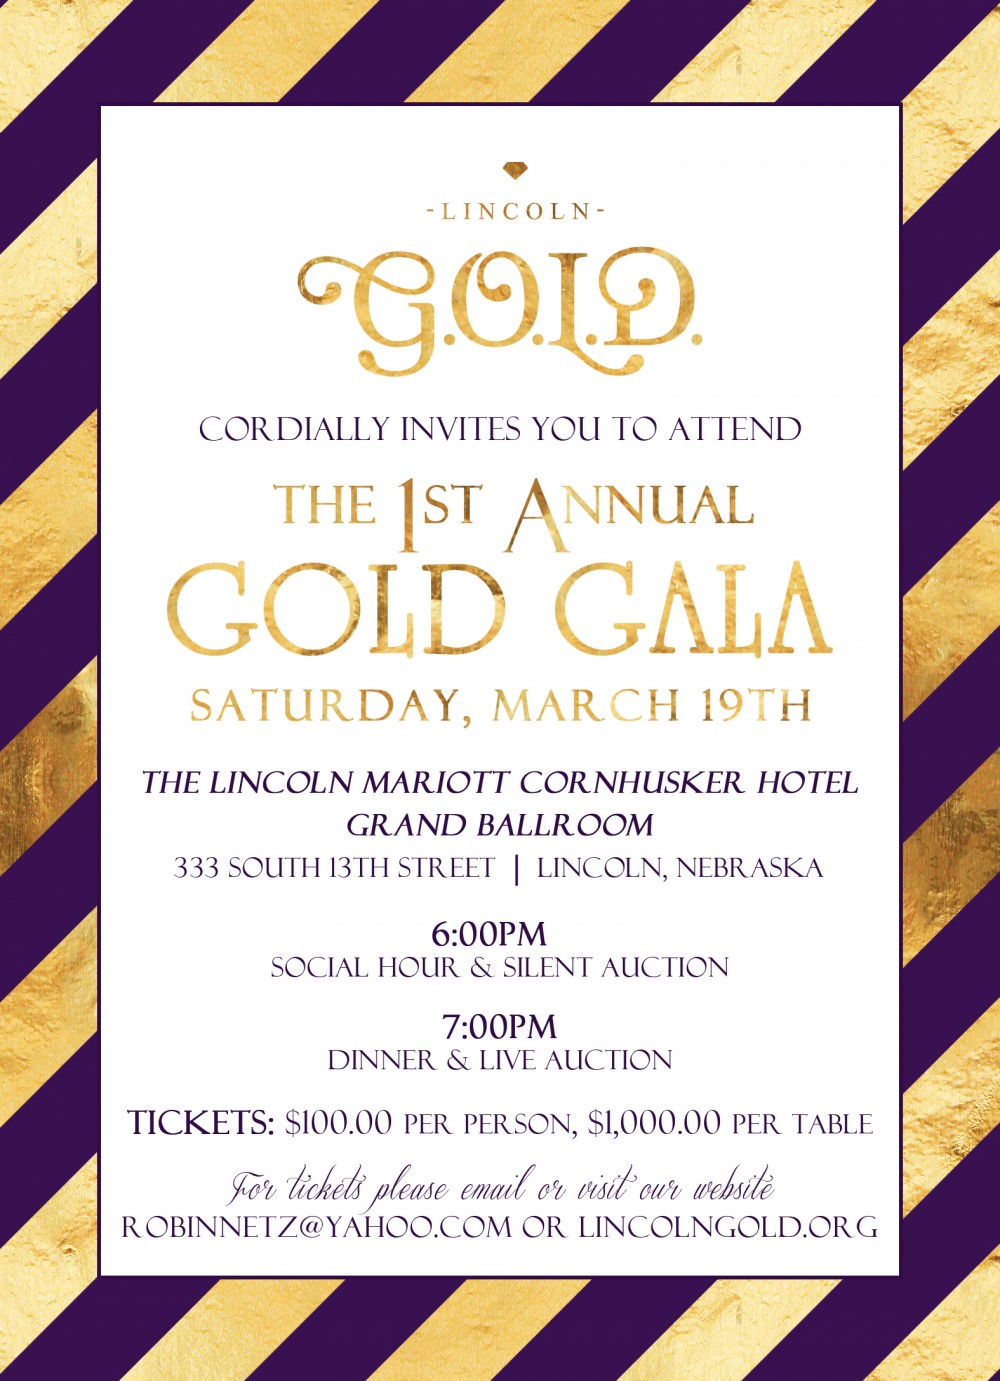 -LINCOLN-
G.O.L.D.
CORDIALLY INVITES YOU TO ATTEND
THE 1ST ANNUAL
GOLD GALA
SATURDAY, MARCH 19TH
THE LINCOLN MARIOTT CORNHUSKER HOTEL
GRAND BALLROOM
333 SOUTH 13TH STREET | LINCOLN, NEBRASKA
6:00PM
SOCIAL HOUR & SILENT AUCTION
7:00PM
DINNER & LIVE AUCTION
TICKETS: $100.00 PER PERSON, $1,000.00 PER TABLE
For tickets please email or visit our website
ROBINNETZ@YAHOO.COM OR LINCOLNGOLD.ORG